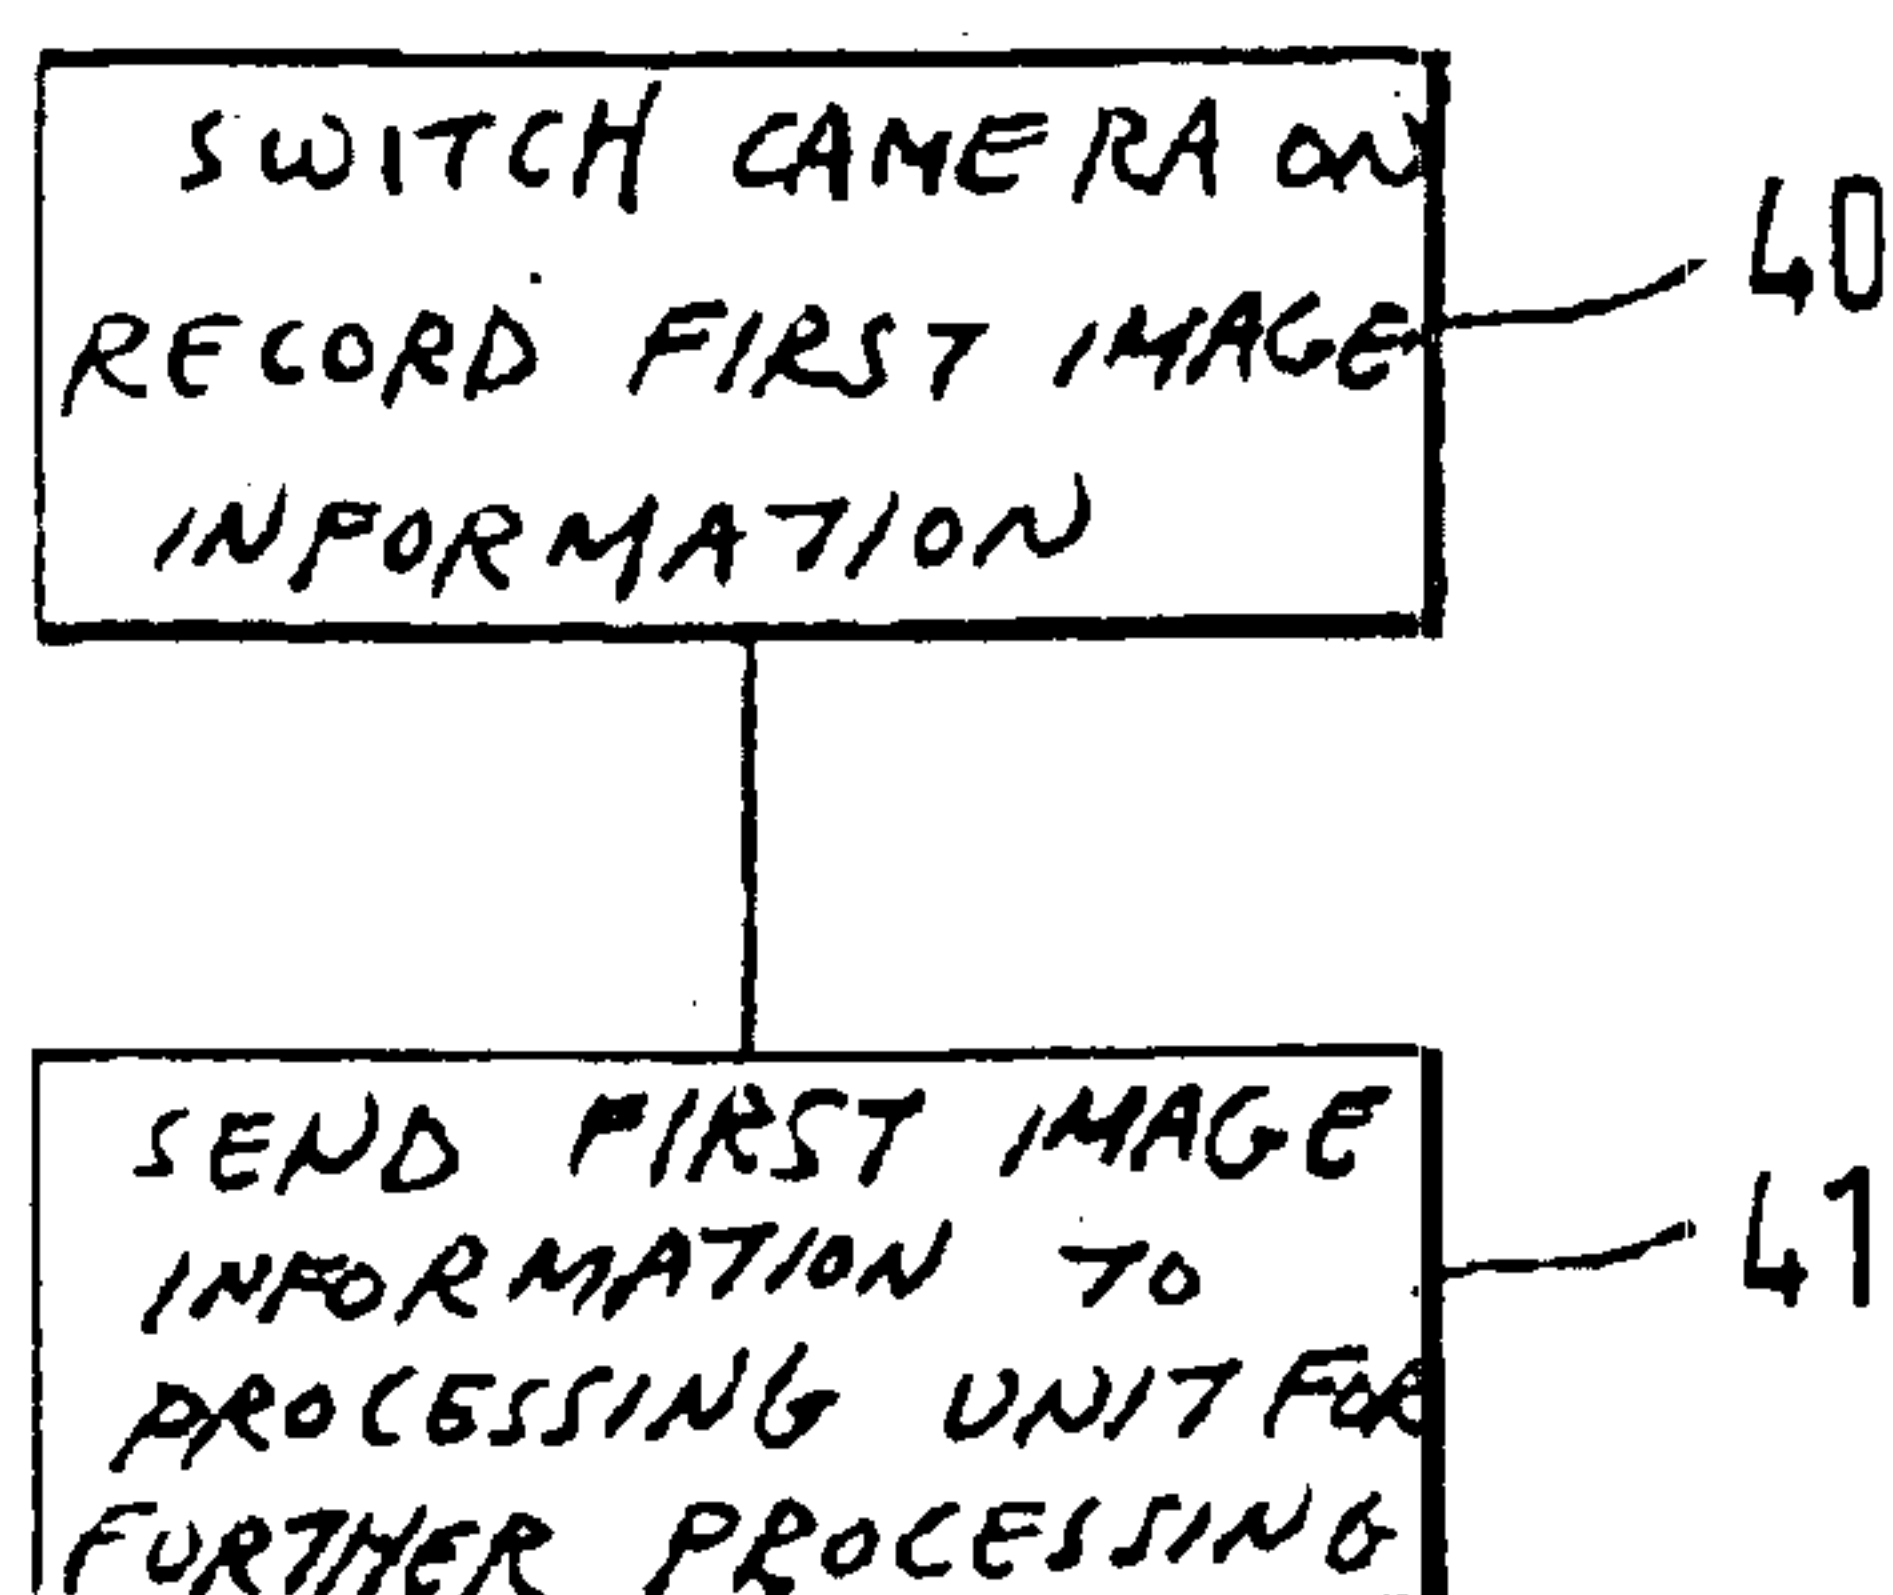 SWITCH CAMERA ON
RECORD FIRST IMAGE
40
INFORMATION
SEND FIRST IMAGE
INFORMATION TO
41
PROCESSING UNIT FOR
FURTHER PROCESSING